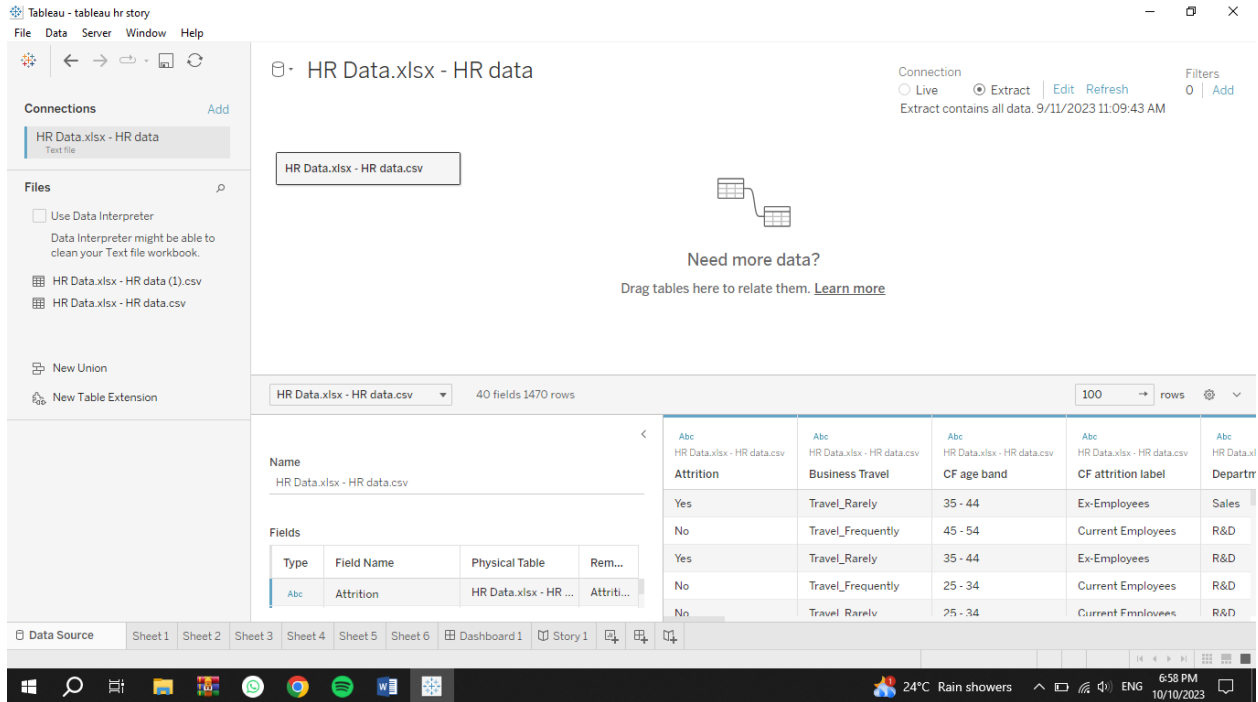 Tableau - tableau hr story
File Data Server Window Help
Connections Add
HR Data.xlsx - HR data
Text file
Files
Use Data Interpreter
Data Interpreter might be able to
clean your Text file workbook.
HR Data.xlsx - HR data (1).csv
HR Data.xlsx - HR data.csv
New Union
New Table Extension
HR Data.xlsx - HR data
Connection
Live Extract Edit Refresh
Extract contains all data. 9/11/2023 11:09:43 AM
Filters
0 Add
HR Data.xlsx - HR data.csv
Need more data?
Drag tables here to relate them. Learn more
HR Data.xlsx - HR data.csv 40 fields 1470 rows 100 → rows
Name
HR Data.xlsx - HR data.csv
Fields
Type Field Name Physical Table Rem...
Abc Attrition HR Data.xlsx - HR ... Attriti...
Abc Abc Abc Abc Abc
HR Data.xlsx - HR data.csv HR Data.xlsx - HR data.csv HR Data.xlsx - HR data.csv HR Data.xlsx - HR data.csv HR Data.xl
Attrition Business Travel CF age band CF attrition label Departm
Yes Travel_Rarely 35 - 44 Ex-Employees Sales
No Travel_Frequently 45 - 54 Current Employees R&D
Yes Travel_Rarely 35 - 44 Ex-Employees R&D
No Travel_Frequently 25 - 34 Current Employees R&D
No Travel_Rarely 25 - 34 Current Employees R&D
Data Source Sheet 1 Sheet 2 Sheet 3 Sheet 4 Sheet 5 Sheet 6 Dashboard 1 Story 1
1 24°C Rain showers ENG 6:58 PM
10/10/2023